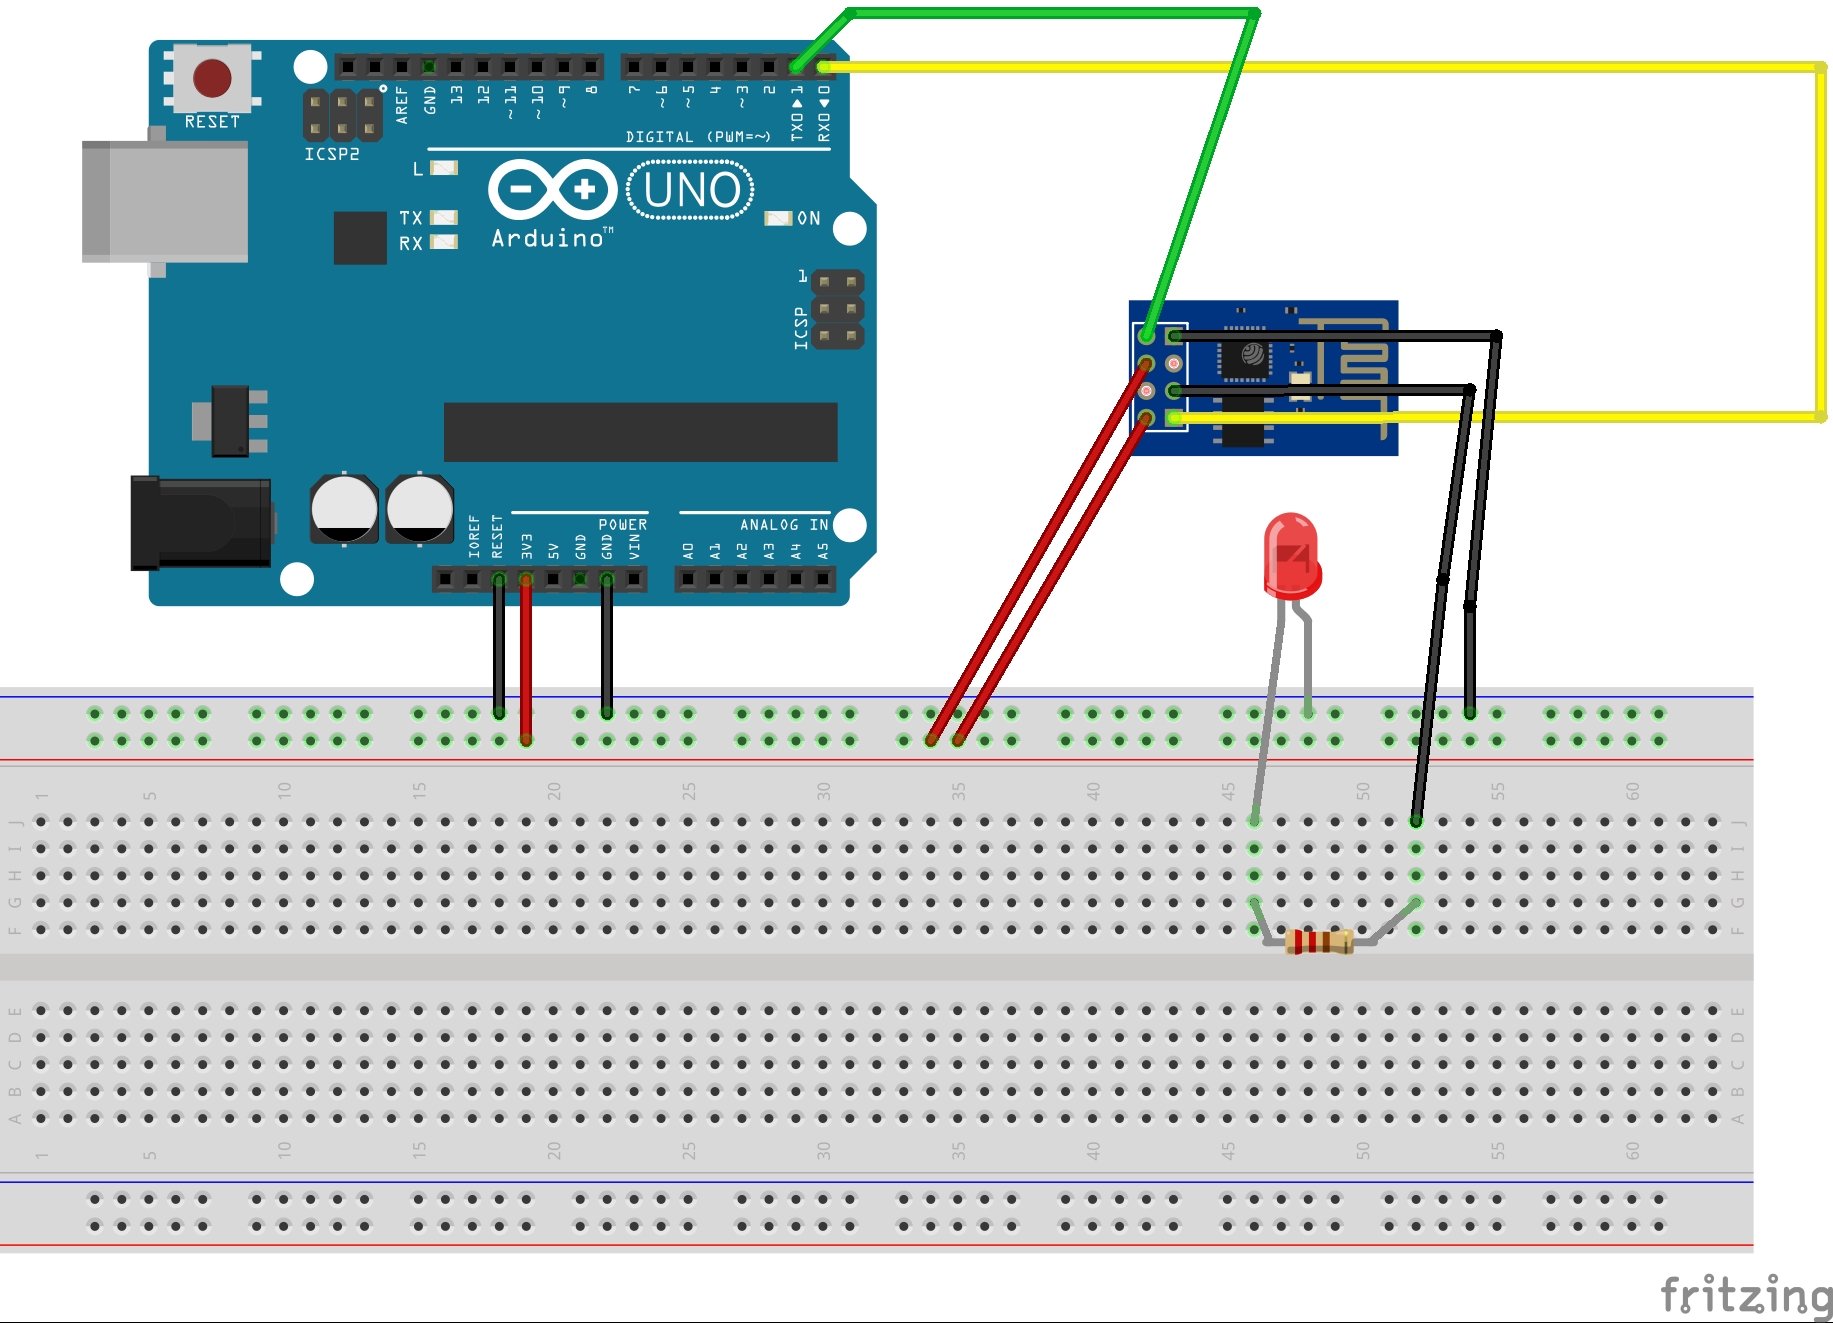 RESET
ICSP2
AREF
GND
13
12
~11
~10
~9
8
7
~6
~5
4
~3
2
TX0▶1
RX0◀0
DIGITAL (PWM=~)
L
TX
RX
UNO
Arduino™
ON
1
ICSP
IOREF
RESET
3V3
5V
GND
GND
VIN
POWER
ANALOG IN
A0
A1
A2
A3
A4
A5
1 5 10 15 20 25 30 35 40 45 50 55 60
J J
I I
H H
G G
F F
E E
D D
C C
B B
A A
1 5 10 15 20 25 30 35 40 45 50 55 60
fritzing